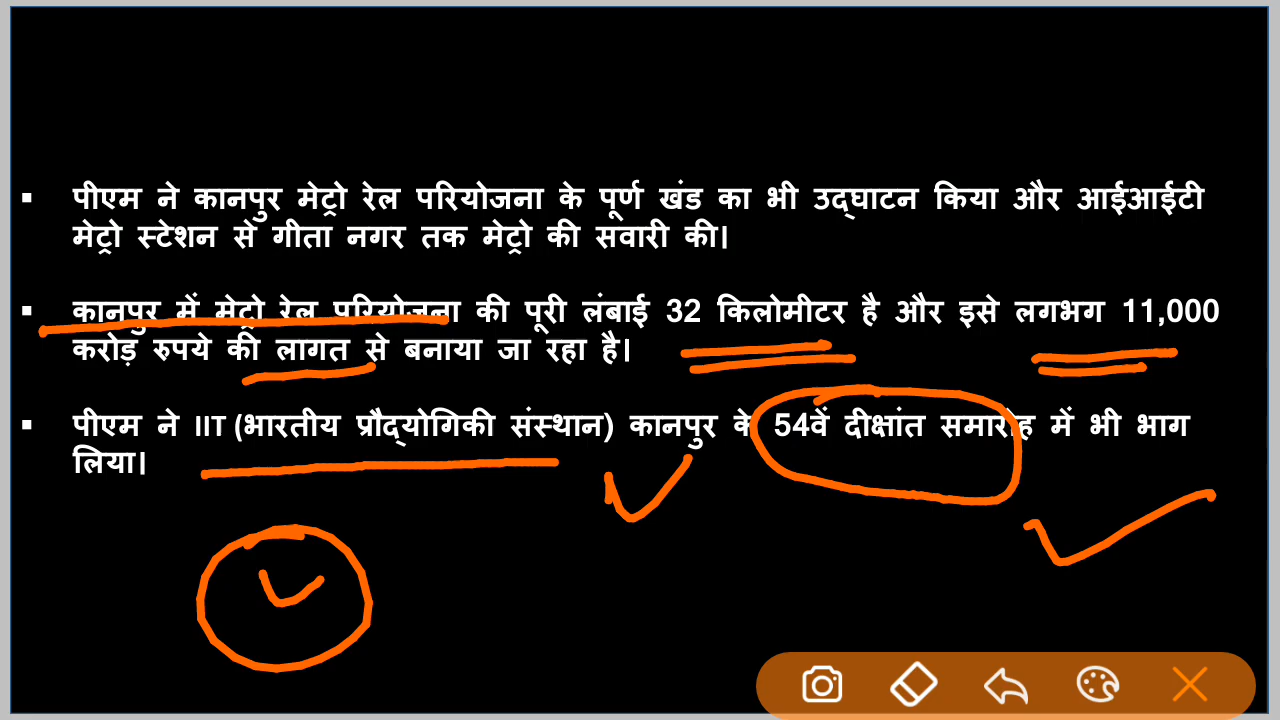 ▪ पीएम ने कानपुर मेट्रो रेल परियोजना के पूर्ण खंड का भी उद्घाटन किया और आईआईटी
मेट्रो स्टेशन से गीता नगर तक मेट्रो की सवारी की।
▪ कानपुर में मेट्रो रेल परियोजना की पूरी लंबाई 32 किलोमीटर है और इसे लगभग 11,000
करोड़ रुपये की लागत से बनाया जा रहा है।
▪ पीएम ने IIT (भारतीय प्रौद्योगिकी संस्थान) कानपुर के 54वें दीक्षांत समारोह में भी भाग
लिया।